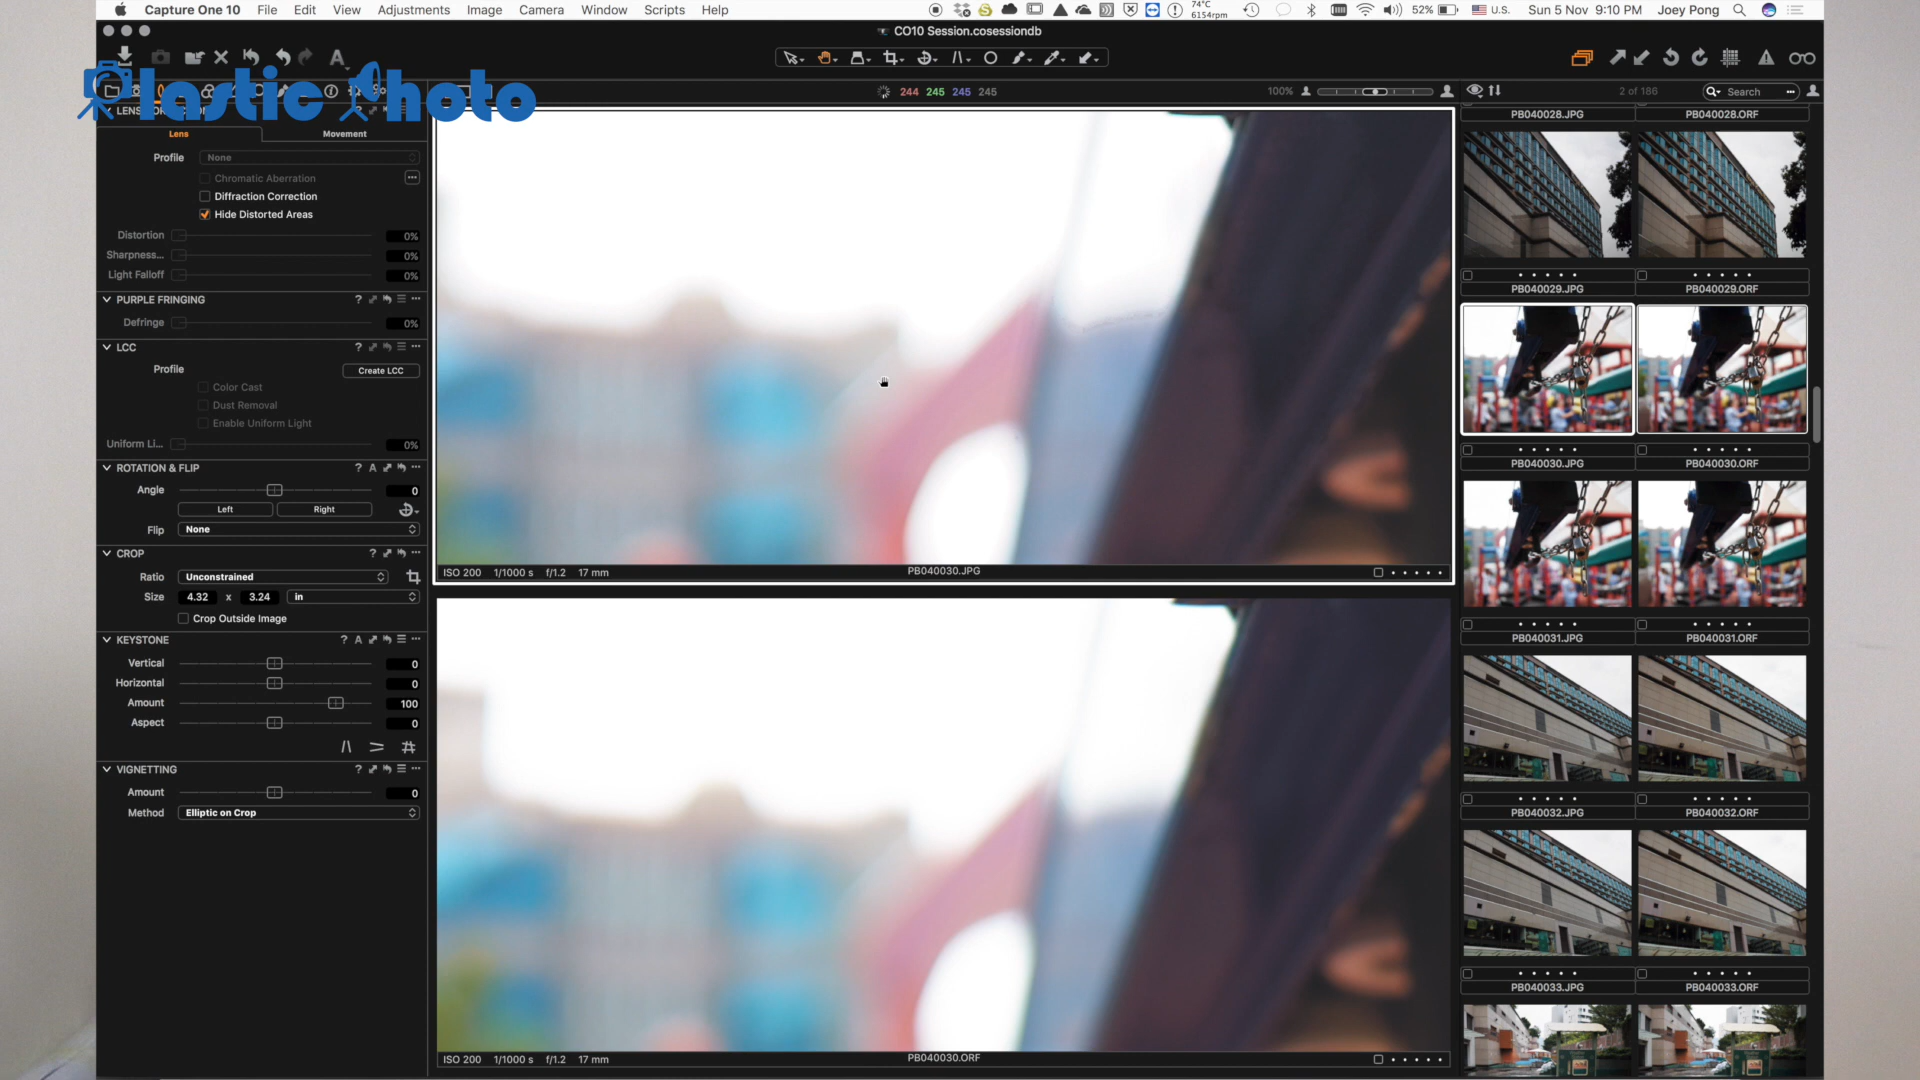 Capture One 10 File Edit View Adjustments Image Camera Window Scripts Help 74°C 6154rpm 52% U.S. Sun 5 Nov 9:10 PM Joey Pong
CO10 Session.cosessiondb
Plastic Photo
244 245 245 245 100% 2 of 186 Search
Lens Movement
Profile None
Chromatic Aberration
Diffraction Correction
Hide Distorted Areas
Distortion 0%
Sharpness... 0%
Light Falloff 0%
PURPLE FRINGING
Defringe 0%
LCC
Profile Create LCC
Color Cast
Dust Removal
Enable Uniform Light
Uniform Li... 0%
ROTATION & FLIP
Angle 0
Left Right
Flip None
CROP
Ratio Unconstrained
Size 4.32 x 3.24 in
Crop Outside Image
KEYSTONE
Vertical 0
Horizontal 0
Amount 100
Aspect 0
VIGNETTING
Amount 0
Method Elliptic on Crop
ISO 200 1/1000 s f/1.2 17 mm PB040030.JPG
ISO 200 1/1000 s f/1.2 17 mm PB040030.ORF
PB040028.JPG PB040028.ORF
PB040029.JPG PB040029.ORF
PB040030.JPG PB040030.ORF
PB040031.JPG PB040031.ORF
PB040032.JPG PB040032.ORF
PB040033.JPG PB040033.ORF